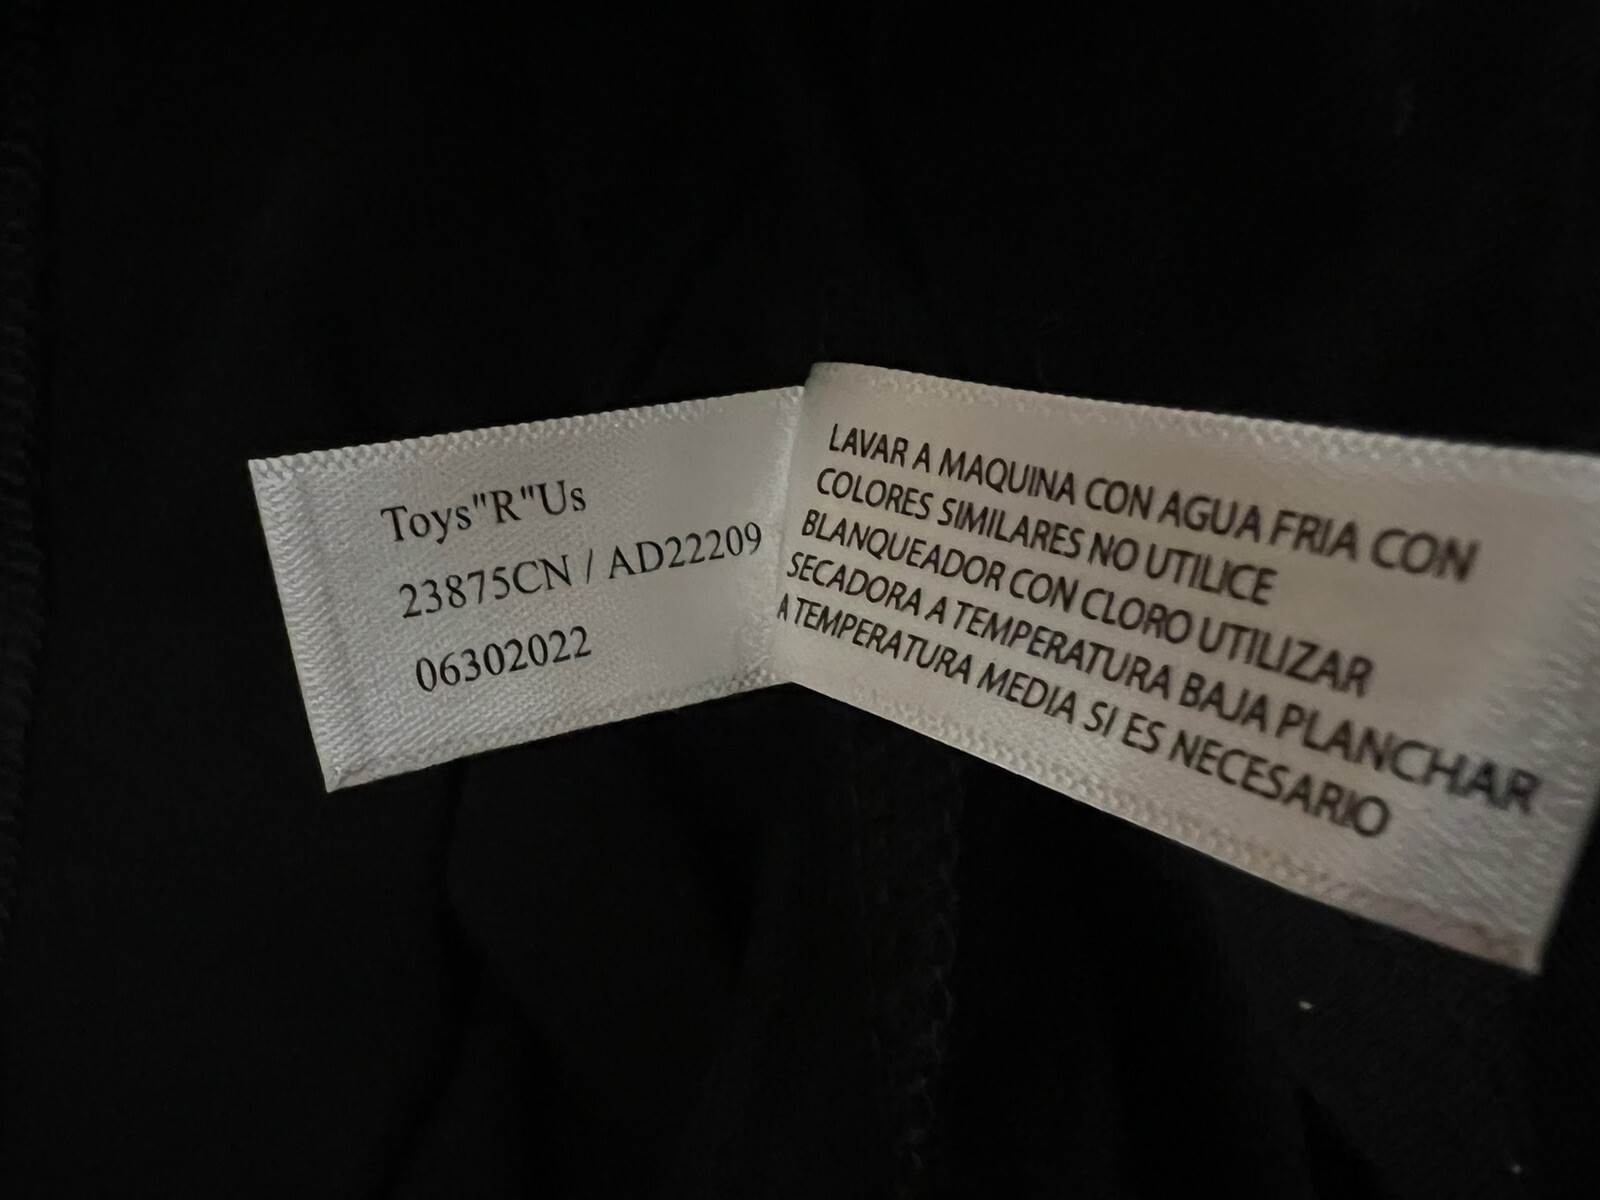 Toys"R"Us
23875CN / AD22209
06302022
LAVAR A MAQUINA CON AGUA FRIA CON
COLORES SIMILARES NO UTILICE
BLANQUEADOR CON CLORO UTILIZAR
SECADORA A TEMPERATURA BAJA PLANCHAR
A TEMPERATURA MEDIA SI ES NECESARIO